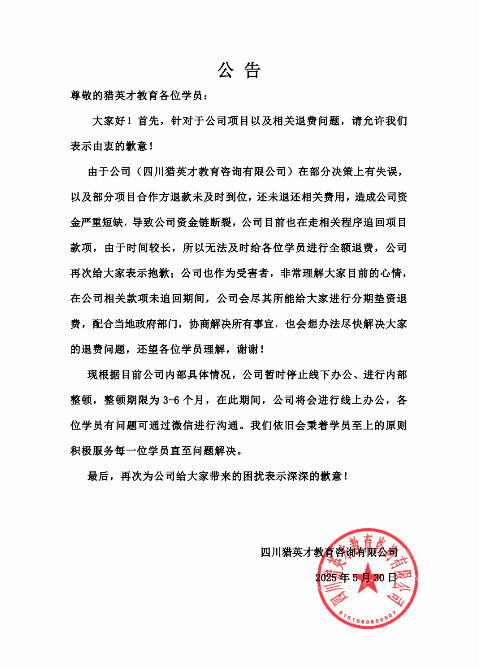 公 告
尊敬的猎英才教育各位学员：
大家好！首先，针对于公司项目以及相关退费问题，请允许我们
表示由衷的歉意！
由于公司（四川猎英才教育咨询有限公司）在部分决策上有失误，
以及部分项目合作方退款未及时到位，还未退还相关费用，造成公司资
金严重短缺，导致公司资金链断裂，公司目前也在走相关程序追回项目
款项，由于时间较长，所以无法及时给各位学员进行全额退费，公司
再次给大家表示抱歉；公司也作为受害者，非常理解大家目前的心情，
在公司相关款项未追回期间，公司会尽其所能给大家进行分期垫资退
费，配合当地政府部门，协商解决所有事宜，也会想办法尽快解决大家
的退费问题，还望各位学员理解，谢谢！
现根据目前公司内部具体情况，公司暂时停止线下办公、进行内部
整顿，整顿期限为3-6个月，在此期间，公司将会进行线上办公，各
位学员有问题可通过微信进行沟通。我们依旧会秉着学员至上的原则
积极服务每一位学员直至问题解决。
最后，再次为公司给大家带来的困扰表示深深的歉意！
四川猎英才教育咨询有限公司
2025年5月30日
四川猎英才教育咨询有限公司